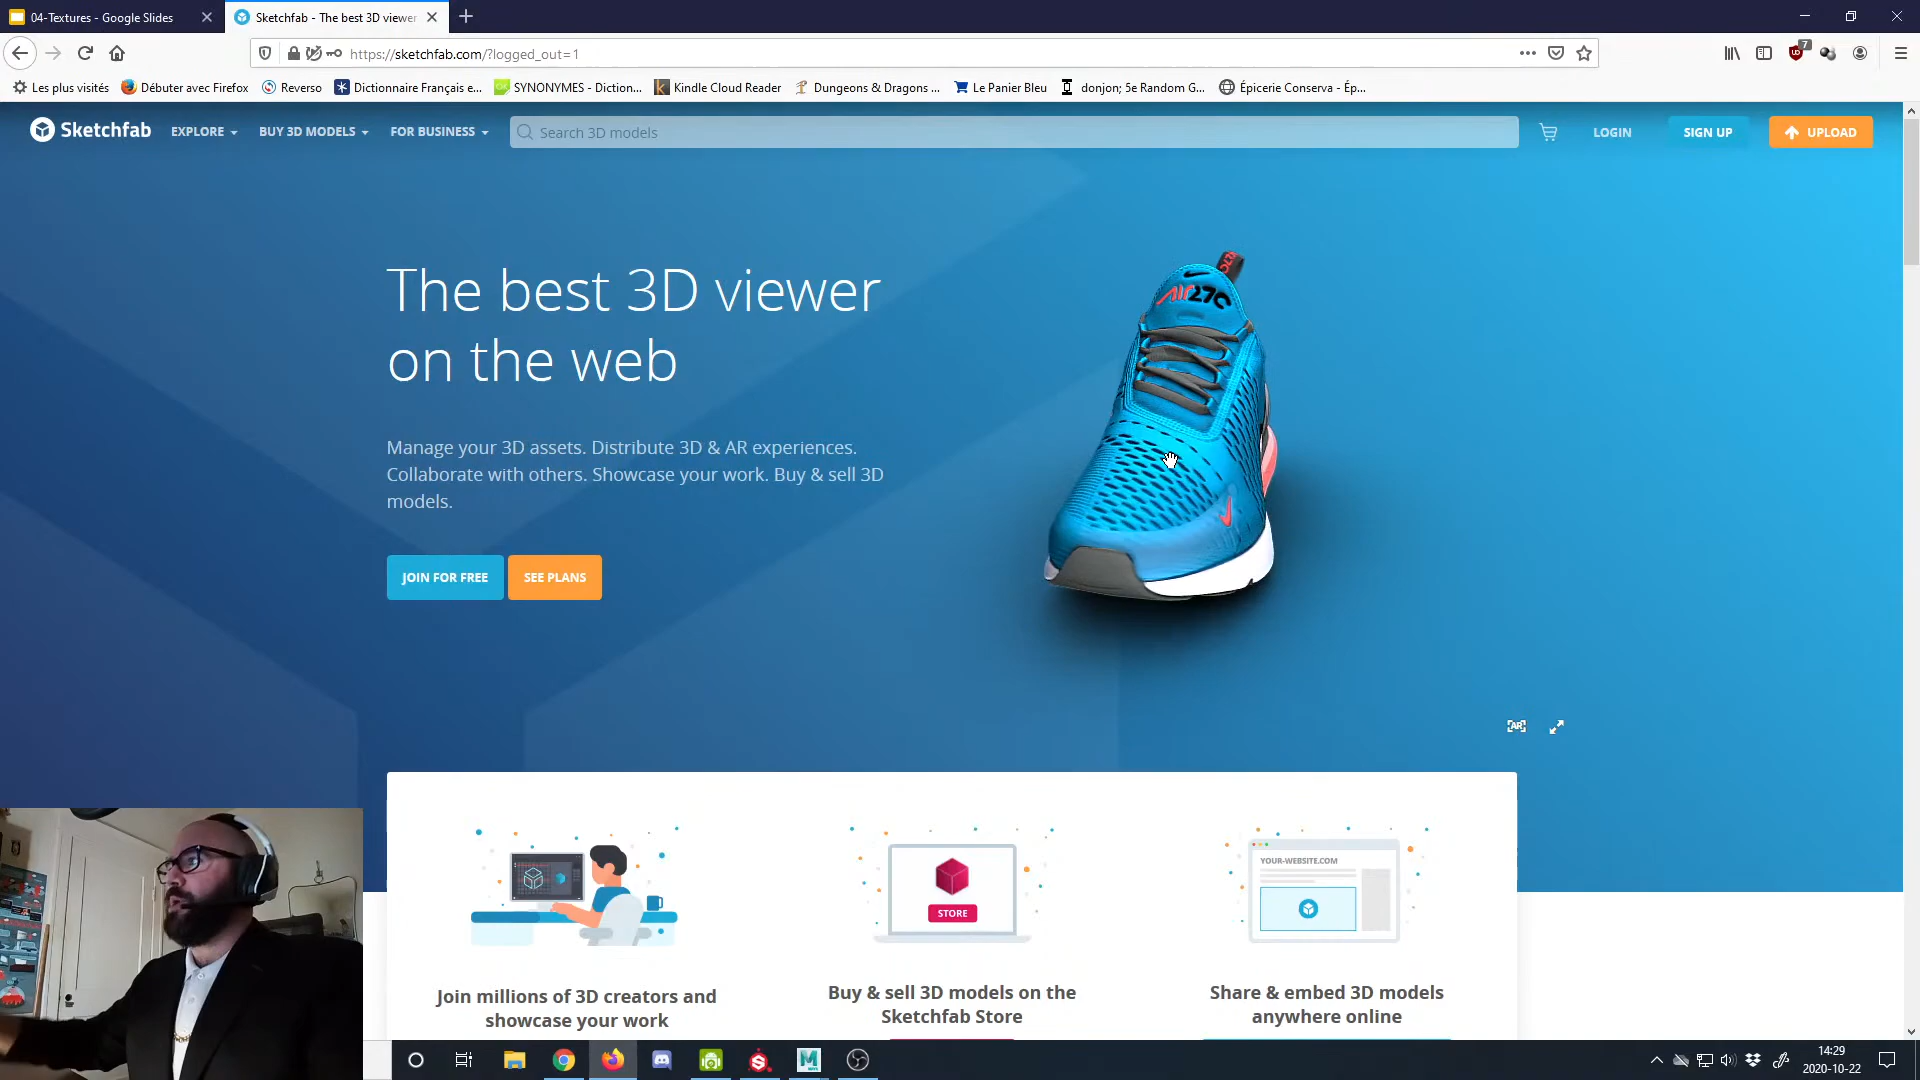 04-Textures - Google Slides
Sketchfab - The best 3D viewer
https://sketchfab.com/?logged_out=1
7
Les plus visités
Débuter avec Firefox
Reverso
Dictionnaire Français e...
SYNONYMES - Diction...
Kindle Cloud Reader
Dungeons & Dragons ...
Le Panier Bleu
donjon; 5e Random G...
Épicerie Conserva - Ép...
Sketchfab
EXPLORE
BUY 3D MODELS
FOR BUSINESS
Search 3D models
LOGIN
SIGN UP
UPLOAD
The best 3D viewer
on the web
Air270
Manage your 3D assets. Distribute 3D & AR experiences.
Collaborate with others. Showcase your work. Buy & sell 3D
models.
JOIN FOR FREE
SEE PLANS
AR
STORE
YOUR-WEBSITE.COM
Join millions of 3D creators and
showcase your work
Buy & sell 3D models on the
Sketchfab Store
Share & embed 3D models
anywhere online
14:29
2020-10-22